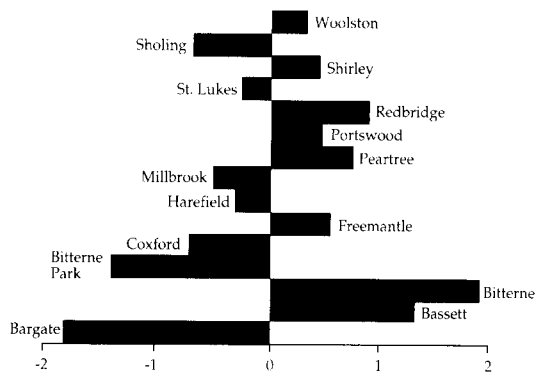 Woolston
Sholing
Shirley
St. Lukes
Redbridge
Portswood
Peartree
Millbrook
Harefield
Freemantle
Coxford
Bitterne
Park
Bitterne
Bassett
Bargate
-2 -1 0 1 2